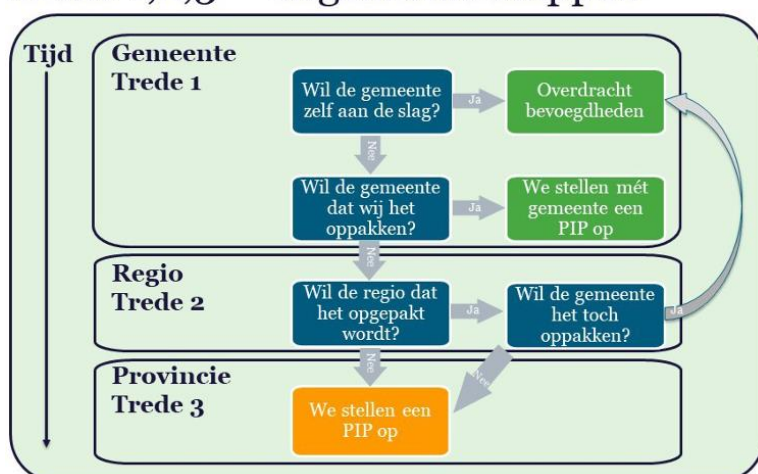 Tijd
Gemeente
Trede 1
Wil de gemeente
zelf aan de slag?
Ja
Overdracht
bevoegdheden
Nee
Wil de gemeente
dat wij het
oppakken?
Ja
We stellen mét
gemeente een
PIP op
Nee
Regio
Trede 2
Wil de regio dat
het opgepakt
wordt?
Ja
Wil de gemeente
het toch
oppakken?
Ja
Nee
Nee
Provincie
Trede 3
We stellen een
PIP op